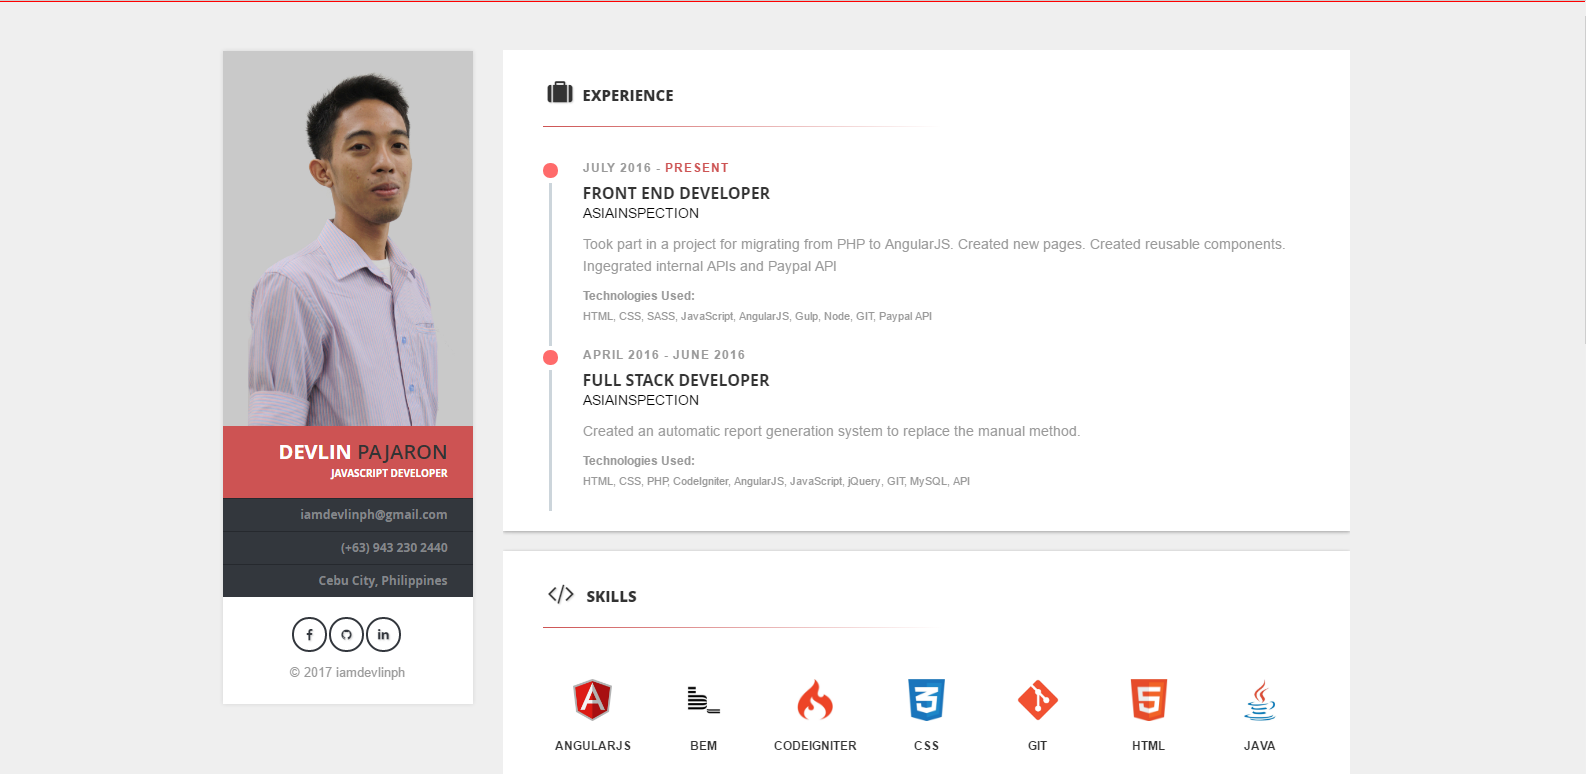 DEVLIN PAJARON
JAVASCRIPT DEVELOPER
iamdevlinph@gmail.com
(+63) 943 230 2440
Cebu City, Philippines
© 2017 iamdevlinph
EXPERIENCE
JULY 2016 - PRESENT
FRONT END DEVELOPER
ASIAINSPECTION
Took part in a project for migrating from PHP to AngularJS. Created new pages. Created reusable components.
Ingegrated internal APIs and Paypal API
Technologies Used:
HTML, CSS, SASS, JavaScript, AngularJS, Gulp, Node, GIT, Paypal API
APRIL 2016 - JUNE 2016
FULL STACK DEVELOPER
ASIAINSPECTION
Created an automatic report generation system to replace the manual method.
Technologies Used:
HTML, CSS, PHP, CodeIgniter, AngularJS, JavaScript, jQuery, GIT, MySQL, API
SKILLS
ANGULARJS BEM CODEIGNITER CSS GIT HTML JAVA